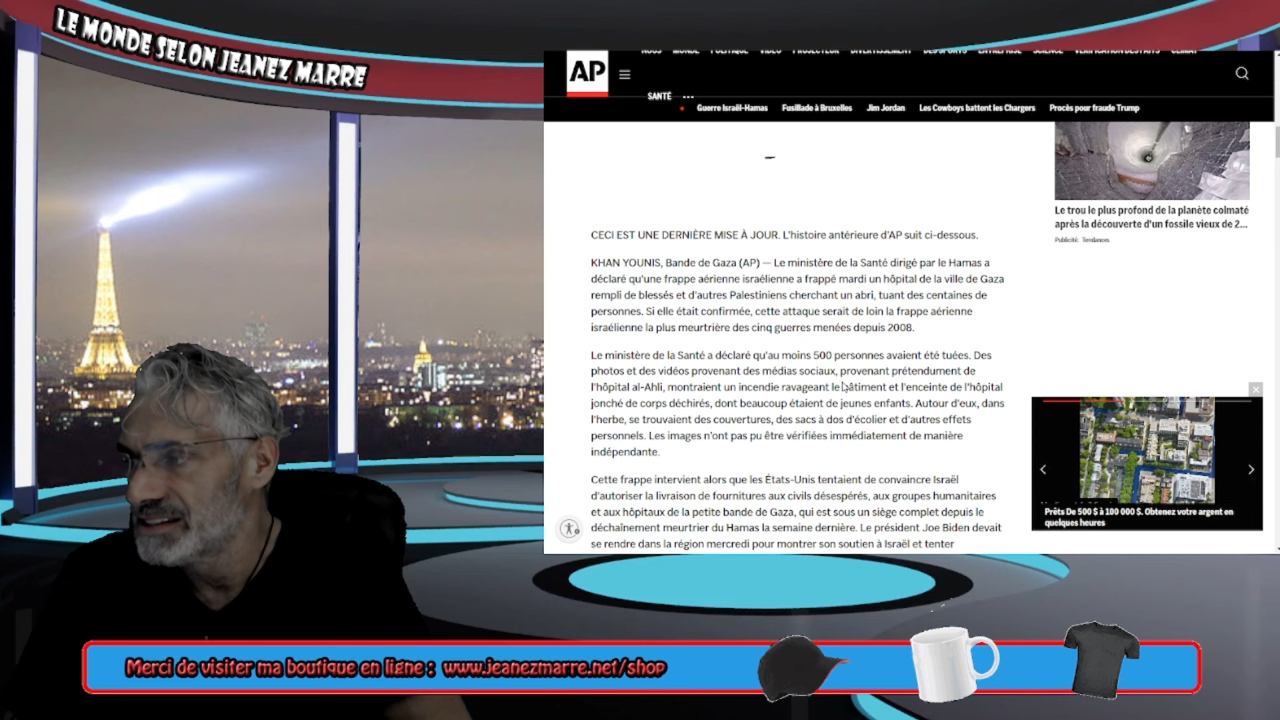 LE MONDE SELON JEANEZ MARRE
AP
NOUS MONDE POLITIQUE VIDÉO PROJECTEUR DIVERTISSEMENT DES SPORTS ENTREPRISE SCIENCE VÉRIFICATION DES FAITS CLIMAT
SANTÉ ...
Guerre Israël-Hamas Fusillade à Bruxelles Jim Jordan Les Cowboys battent les Chargers Procès pour fraude Trump
CECI EST UNE DERNIÈRE MISE À JOUR. L'histoire antérieure d'AP suit ci-dessous.
KHAN YOUNIS, Bande de Gaza (AP) — Le ministère de la Santé dirigé par le Hamas a
déclaré qu'une frappe aérienne israélienne a frappé mardi un hôpital de la ville de Gaza
rempli de blessés et d'autres Palestiniens cherchant un abri, tuant des centaines de
personnes. Si elle était confirmée, cette attaque serait de loin la frappe aérienne
israélienne la plus meurtrière des cinq guerres menées depuis 2008.
Le ministère de la Santé a déclaré qu'au moins 500 personnes avaient été tuées. Des
photos et des vidéos provenant des médias sociaux, provenant prétendument de
l'hôpital al-Ahli, montraient un incendie ravageant le bâtiment et l'enceinte de l'hôpital
jonché de corps déchirés, dont beaucoup étaient de jeunes enfants. Autour d'eux, dans
l'herbe, se trouvaient des couvertures, des sacs à dos d'écolier et d'autres effets
personnels. Les images n'ont pas pu être vérifiées immédiatement de manière
indépendante.
Cette frappe intervient alors que les États-Unis tentaient de convaincre Israël
d'autoriser la livraison de fournitures aux civils désespérés, aux groupes humanitaires
et aux hôpitaux de la petite bande de Gaza, qui est sous un siège complet depuis le
déchaînement meurtrier du Hamas la semaine dernière. Le président Joe Biden devait
se rendre dans la région mercredi pour montrer son soutien à Israël et tenter
Le trou le plus profond de la planète colmaté
après la découverte d'un fossile vieux de 2...
Publicité: Tendances
Prêts De 500 $ à 100 000 $. Obtenez votre argent en
quelques heures
Merci de visiter ma boutique en ligne : www.jeanezmarre.net/shop